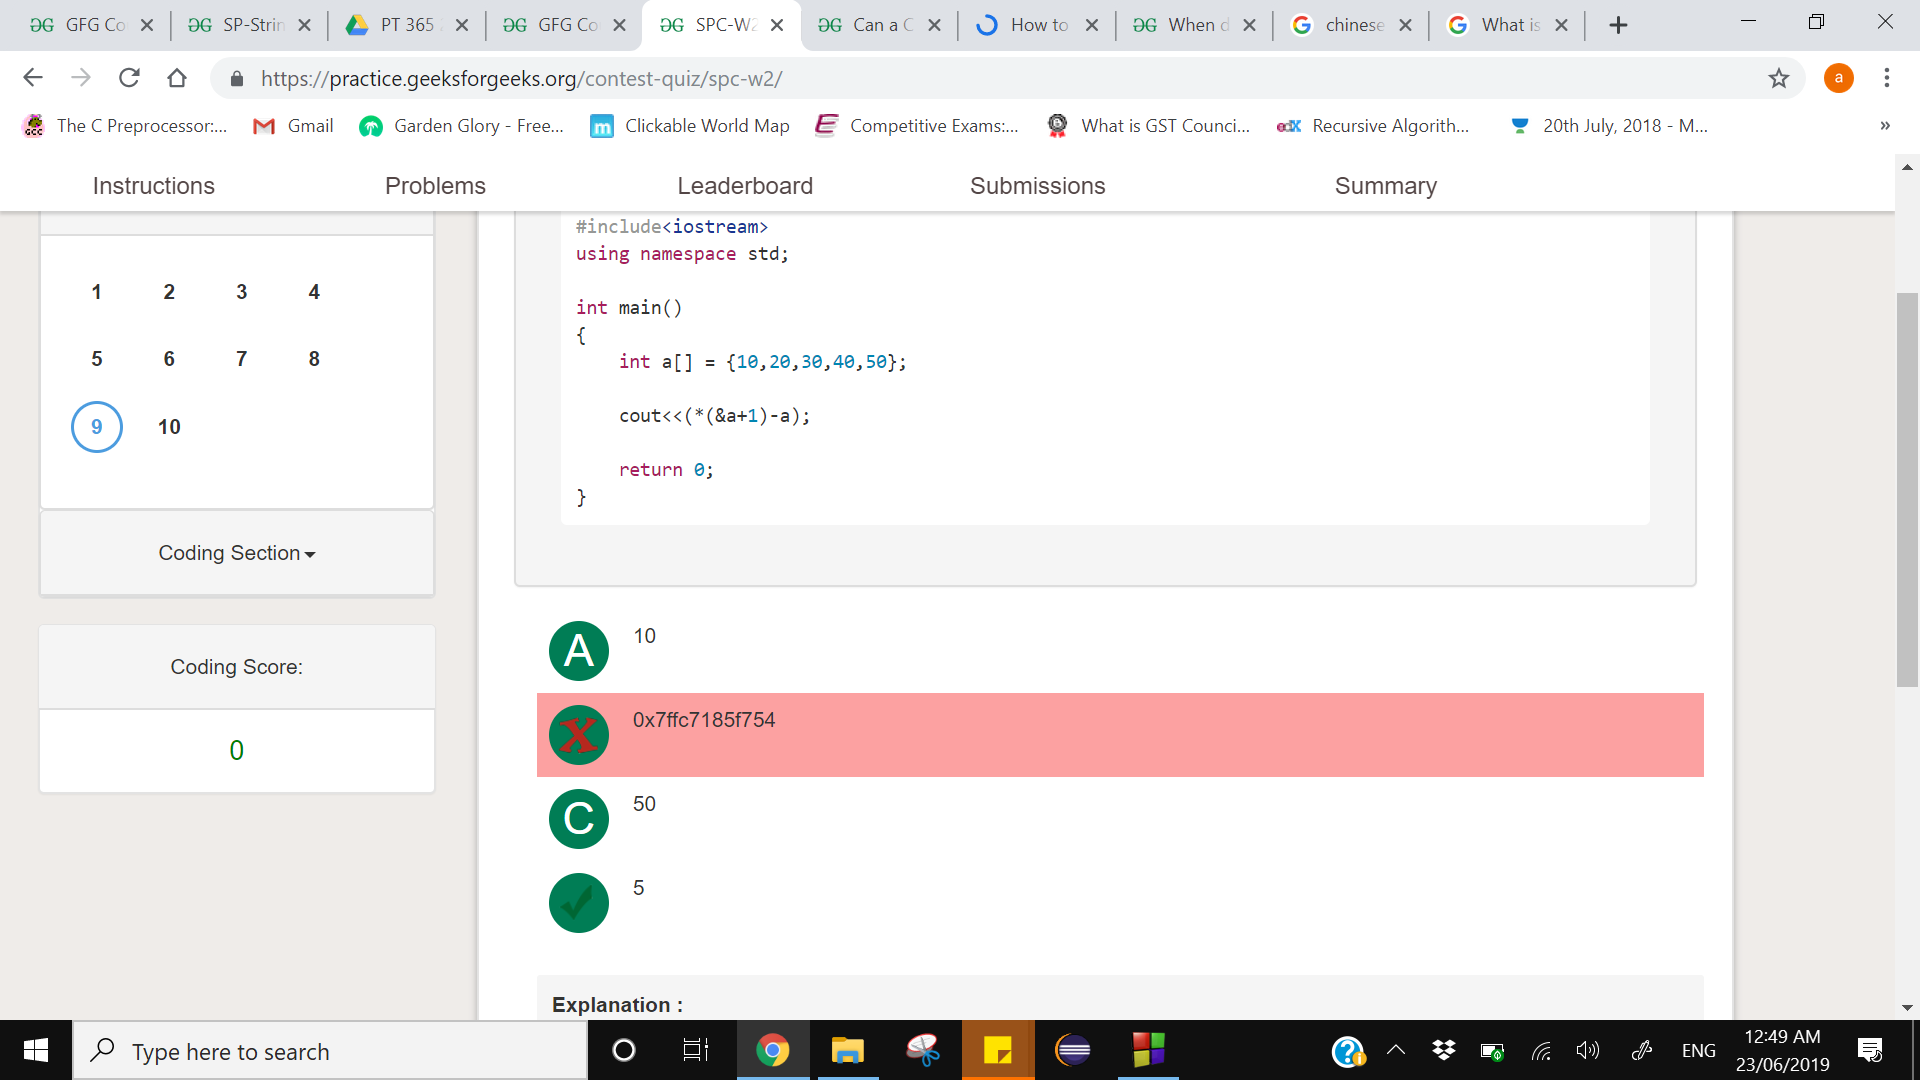 GFG Co
SP-Strin
PT 365
GFG Co
SPC-W2
Can a C
How to
When d
chinese
What is
https://practice.geeksforgeeks.org/contest-quiz/spc-w2/
a
The C Preprocessor:...
Gmail
Garden Glory - Free...
m
Clickable World Map
Competitive Exams:...
What is GST Counci...
edX
Recursive Algorith...
20th July, 2018 - M...
»
Instructions
Problems
Leaderboard
Submissions
Summary
#include<iostream>
using namespace std;
int main()
{
int a[] = {10,20,30,40,50};
cout<<(*(&a+1)-a);
return 0;
}
1 2 3 4
5 6 7 8
9 10
Coding Section
Coding Score:
0
A 10
X 0x7ffc7185f754
C 50
5
Explanation :
Type here to search
ENG
12:49 AM
23/06/2019